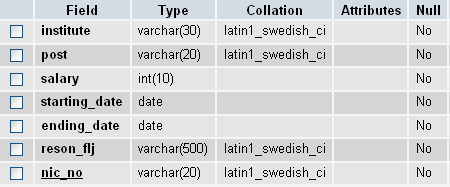 Field Type Collation Attributes Null
institute varchar(30) latin1_swedish_ci No
post varchar(20) latin1_swedish_ci No
salary int(10) No
starting_date date No
ending_date date No
reson_flj varchar(500) latin1_swedish_ci No
nic_no varchar(20) latin1_swedish_ci No